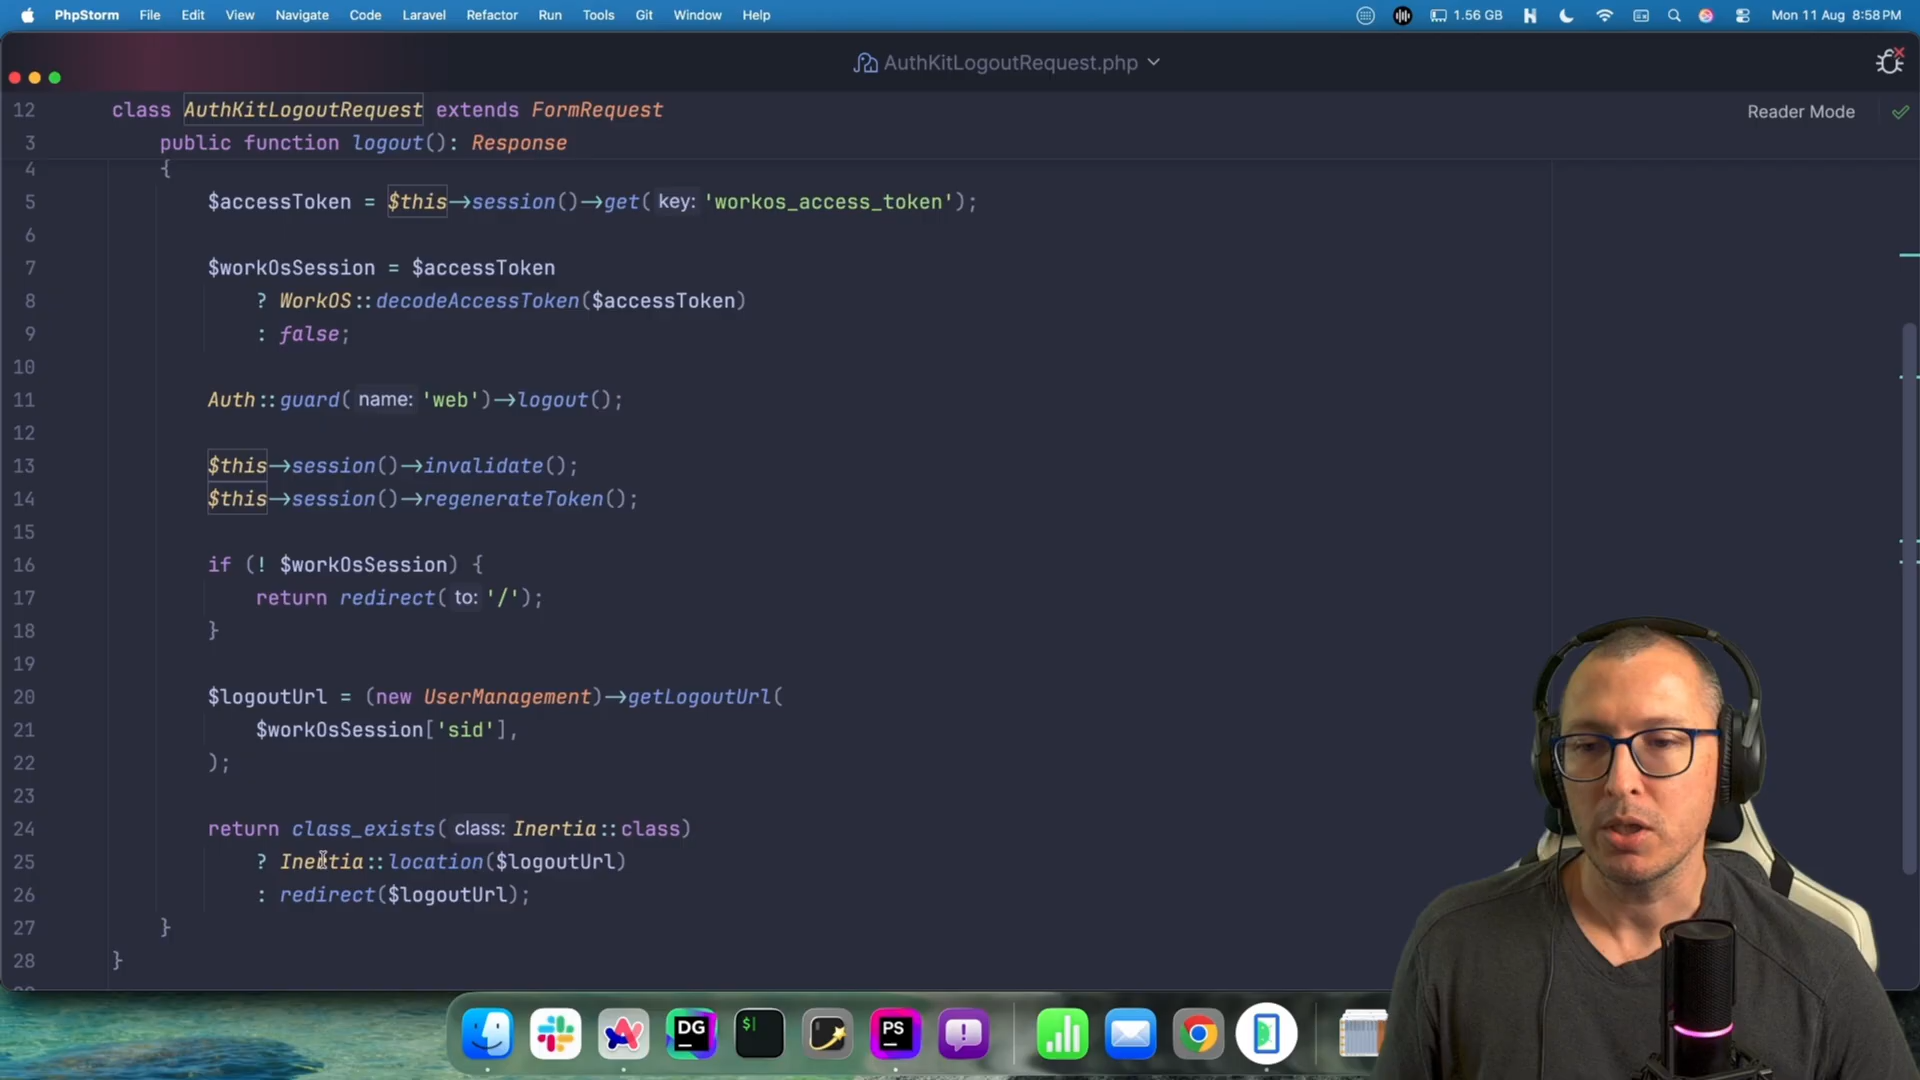 PhpStorm File Edit View Navigate Code Laravel Refactor Run Tools Git Window Help 1.56 GB Mon 11 Aug 8:58 PM
AuthKitLogoutRequest.php
12 class AuthKitLogoutRequest extends FormRequest
Reader Mode
3 public function logout(): Response
4 {
5 $accessToken = $this->session()->get( key: 'workos_access_token');
6
7 $workOsSession = $accessToken
8 ? WorkOS::decodeAccessToken($accessToken)
9 : false;
10
11 Auth::guard( name: 'web')->logout();
12
13 $this->session()->invalidate();
14 $this->session()->regenerateToken();
15
16 if (! $workOsSession) {
17 return redirect( to: '/');
18 }
19
20 $logoutUrl = (new UserManagement)->getLogoutUrl(
21 $workOsSession['sid'],
22 );
23
24 return class_exists( class: Inertia::class)
25 ? Inertia::location($logoutUrl)
26 : redirect($logoutUrl);
27 }
28 }
DG $ PS !